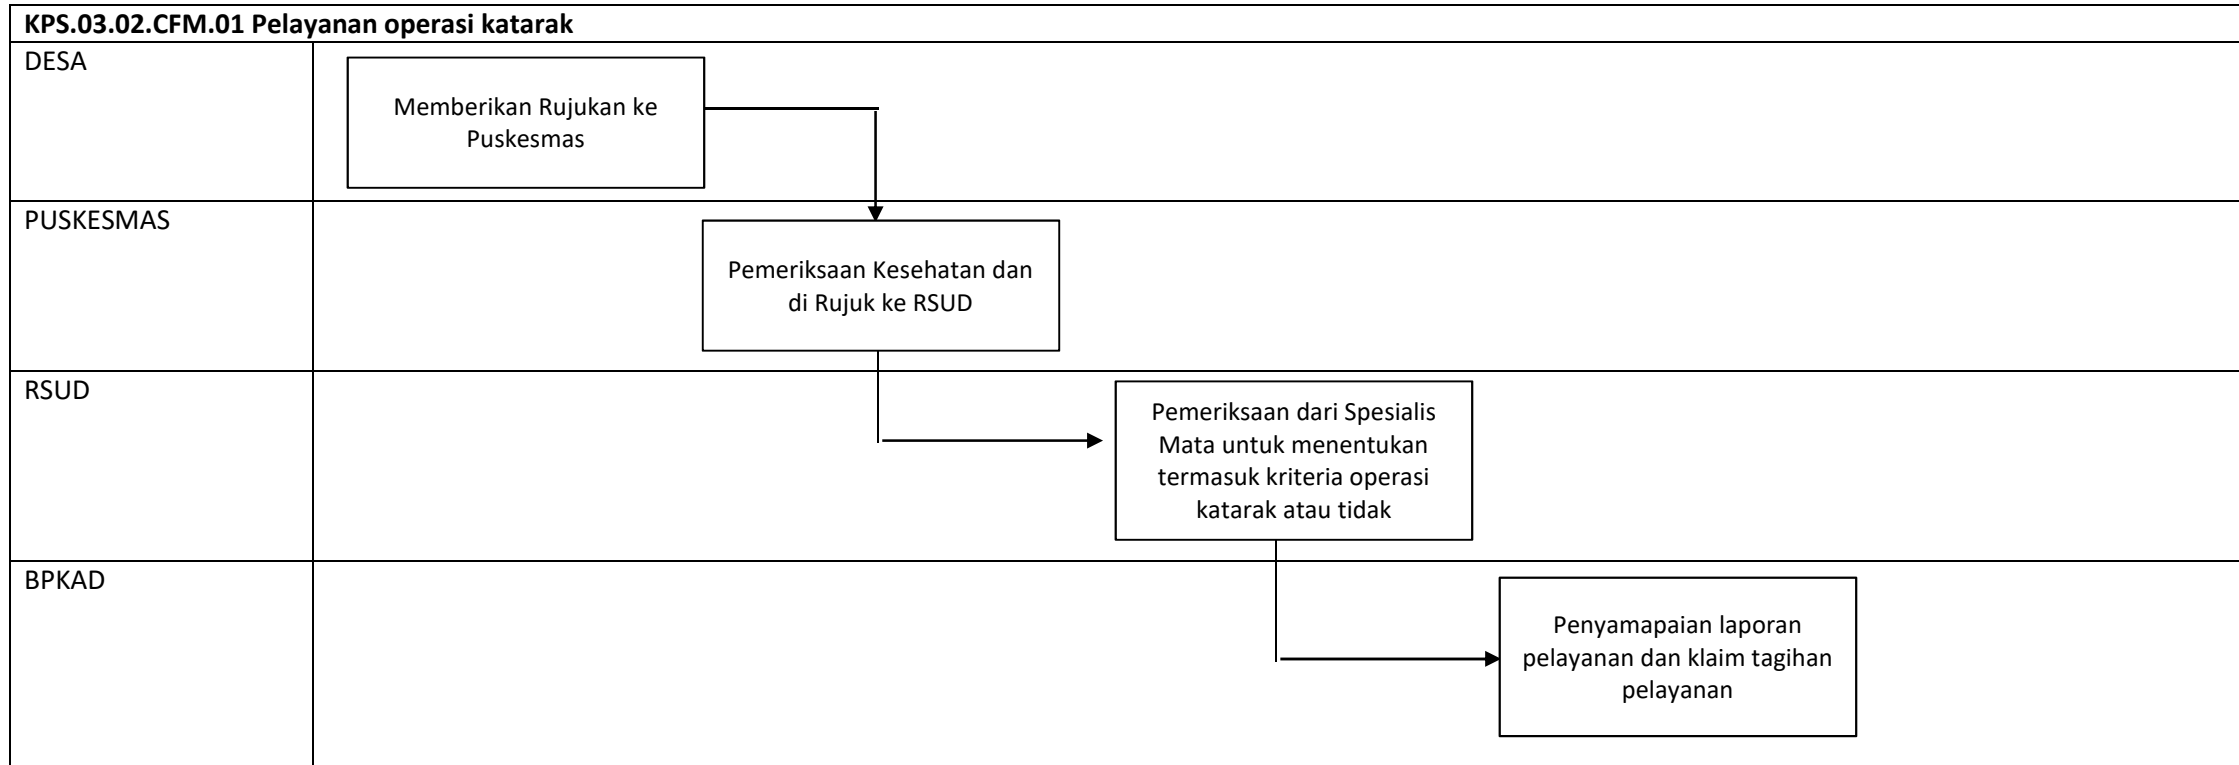 KPS.03.02.CFM.01 Pelayanan operasi katarak
DESA
Memberikan Rujukan ke
Puskesmas
PUSKESMAS
Pemeriksaan Kesehatan dan
di Rujuk ke RSUD
RSUD
Pemeriksaan dari Spesialis
Mata untuk menentukan
termasuk kriteria operasi
katarak atau tidak
BPKAD
Penyamapaian laporan
pelayanan dan klaim tagihan
pelayanan